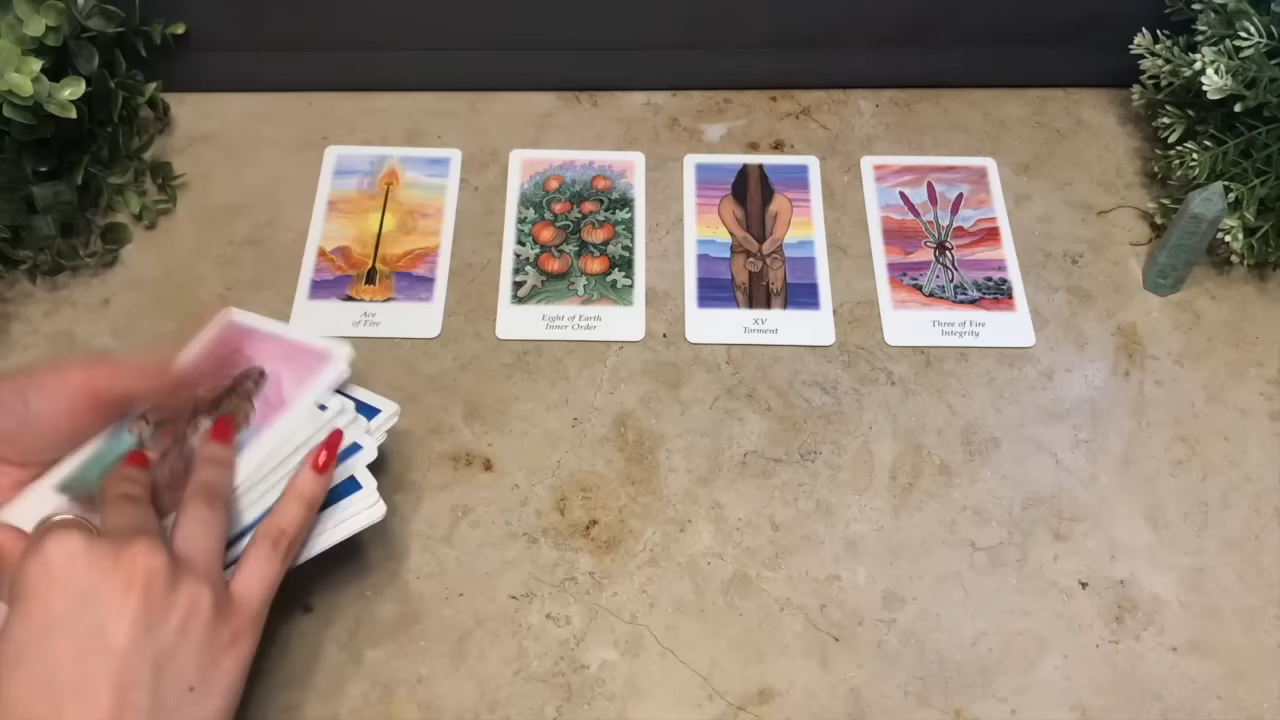 Ace
of Fire
Eight of Earth
Inner Order
XV
Torment
Three of Fire
Integrity